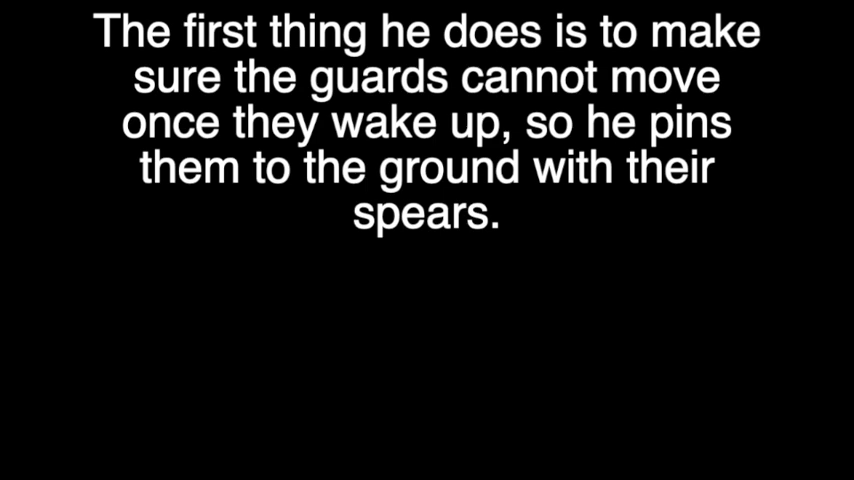 The first thing he does is to make
sure the guards cannot move
once they wake up, so he pins
them to the ground with their
spears.